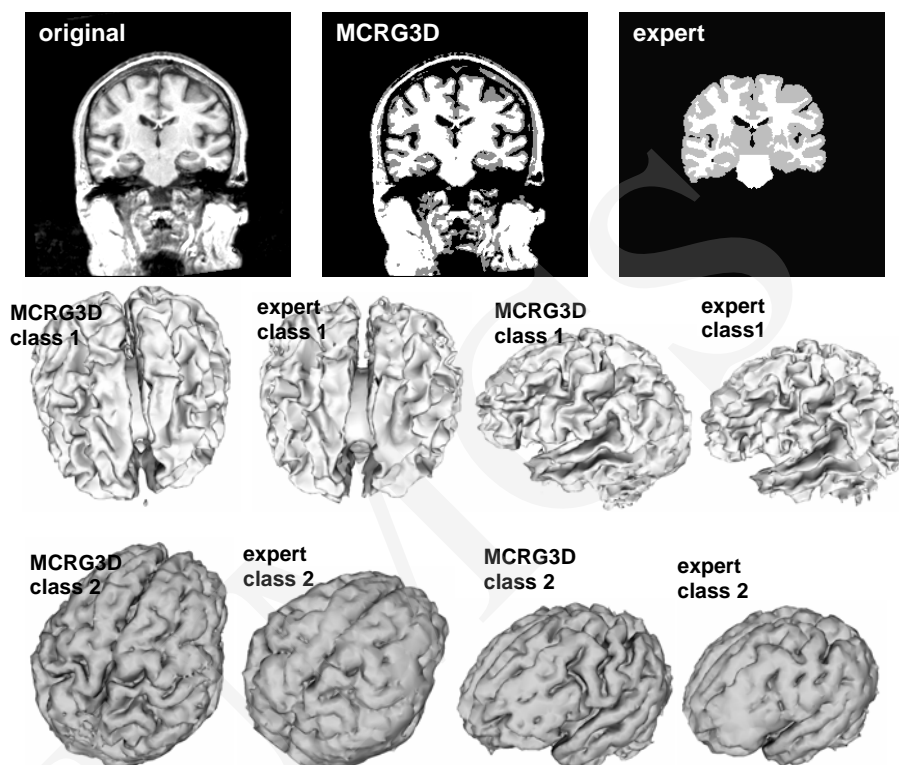 original
MCRG3D
expert
MCRG3D
class 1
expert
class 1
MCRG3D
class 1
expert
class1
MCRG3D
class 2
expert
class 2
MCRG3D
class 2
expert
class 2
MGS